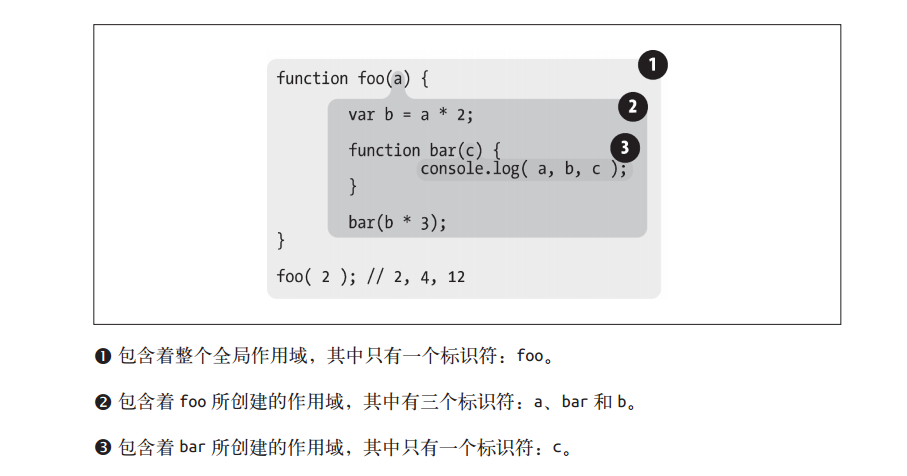 ❶
function foo(a) {
❷
var b = a * 2;
❸
function bar(c) {
console.log( a, b, c );
}
bar(b * 3);
}
foo( 2 ); // 2, 4, 12
❶ 包含着整个全局作用域，其中只有一个标识符：foo。
❷ 包含着 foo 所创建的作用域，其中有三个标识符：a、bar 和 b。
❸ 包含着 bar 所创建的作用域，其中只有一个标识符：c。